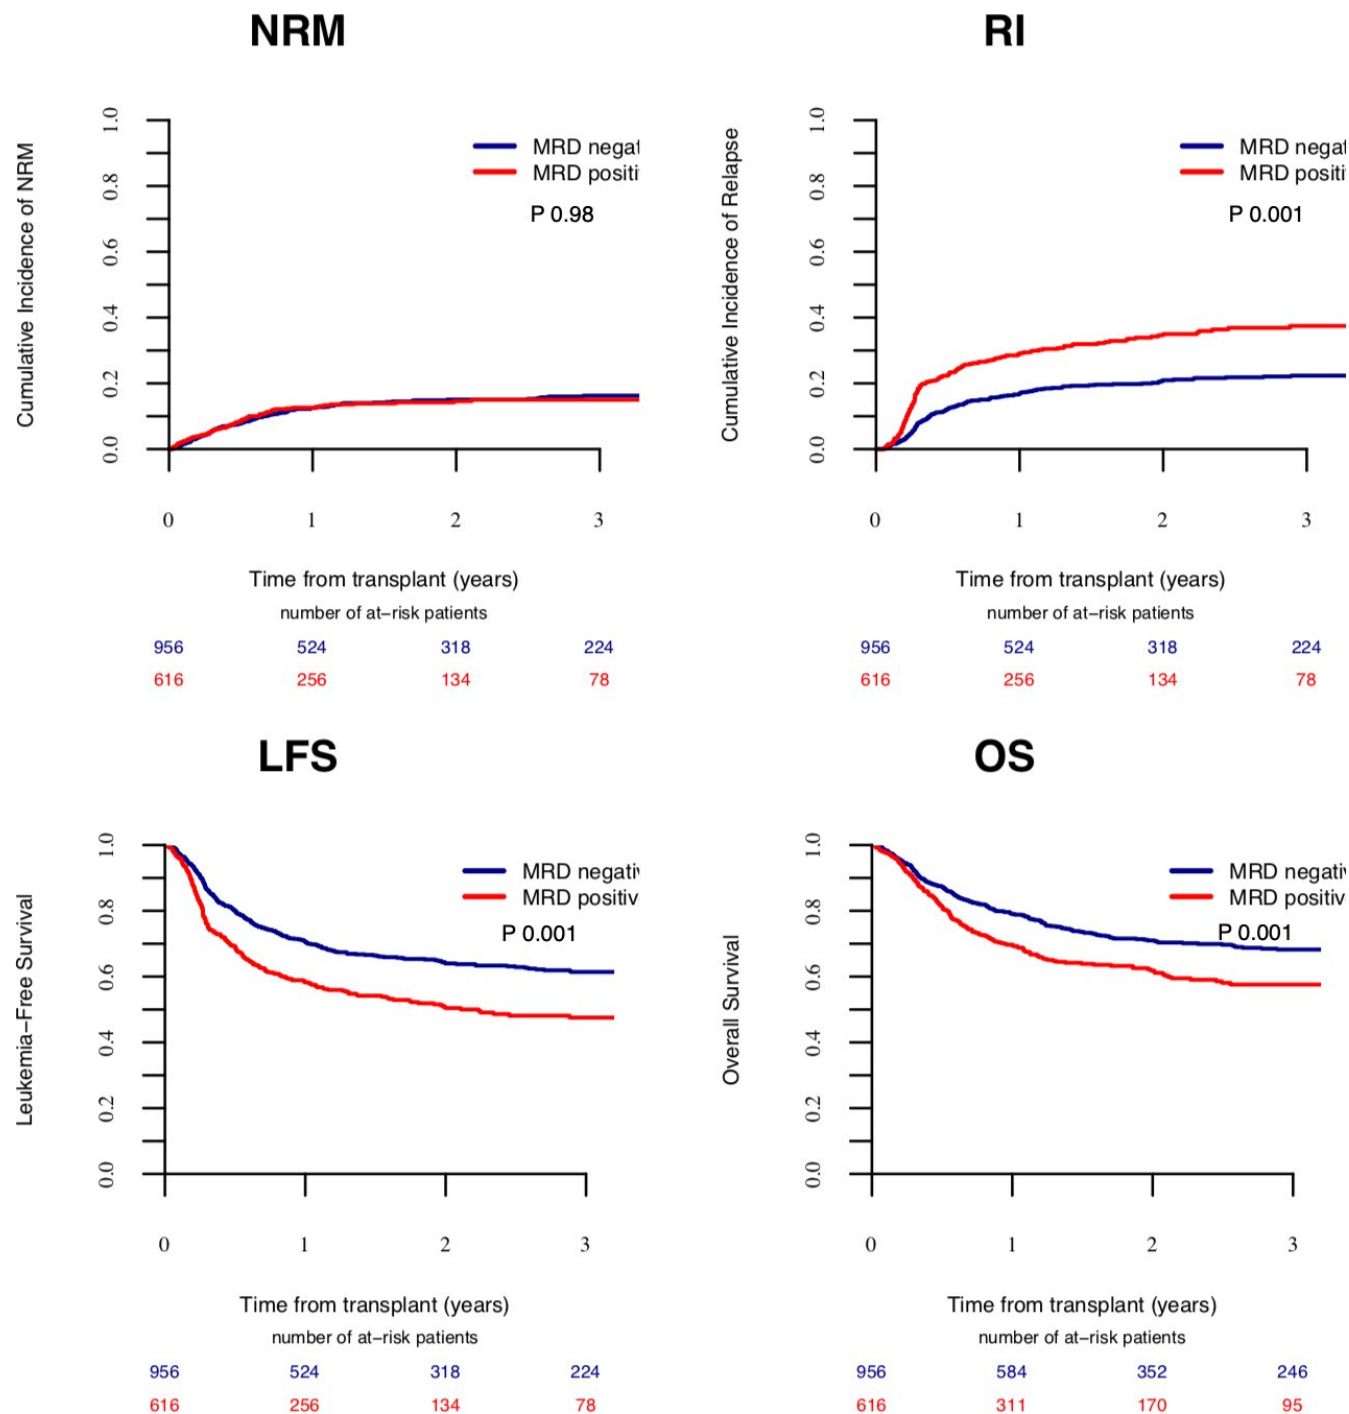 NRM
Cumulative Incidence of NRM
1.0
0.8
0.6
0.4
0.2
0.0
MRD negat
MRD positi
P 0.98
0 1 2 3
Time from transplant (years)
number of at–risk patients
956 524 318 224
616 256 134 78
RI
Cumulative Incidence of Relapse
1.0
0.8
0.6
0.4
0.2
0.0
MRD negat
MRD positi
P 0.001
0 1 2 3
Time from transplant (years)
number of at–risk patients
956 524 318 224
616 256 134 78
LFS
Leukemia–Free Survival
1.0
0.8
0.6
0.4
0.2
0.0
MRD negativ
MRD positiv
P 0.001
0 1 2 3
Time from transplant (years)
number of at–risk patients
956 524 318 224
616 256 134 78
OS
Overall Survival
1.0
0.8
0.6
0.4
0.2
0.0
MRD negativ
MRD positiv
P 0.001
0 1 2 3
Time from transplant (years)
number of at–risk patients
956 584 352 246
616 311 170 95